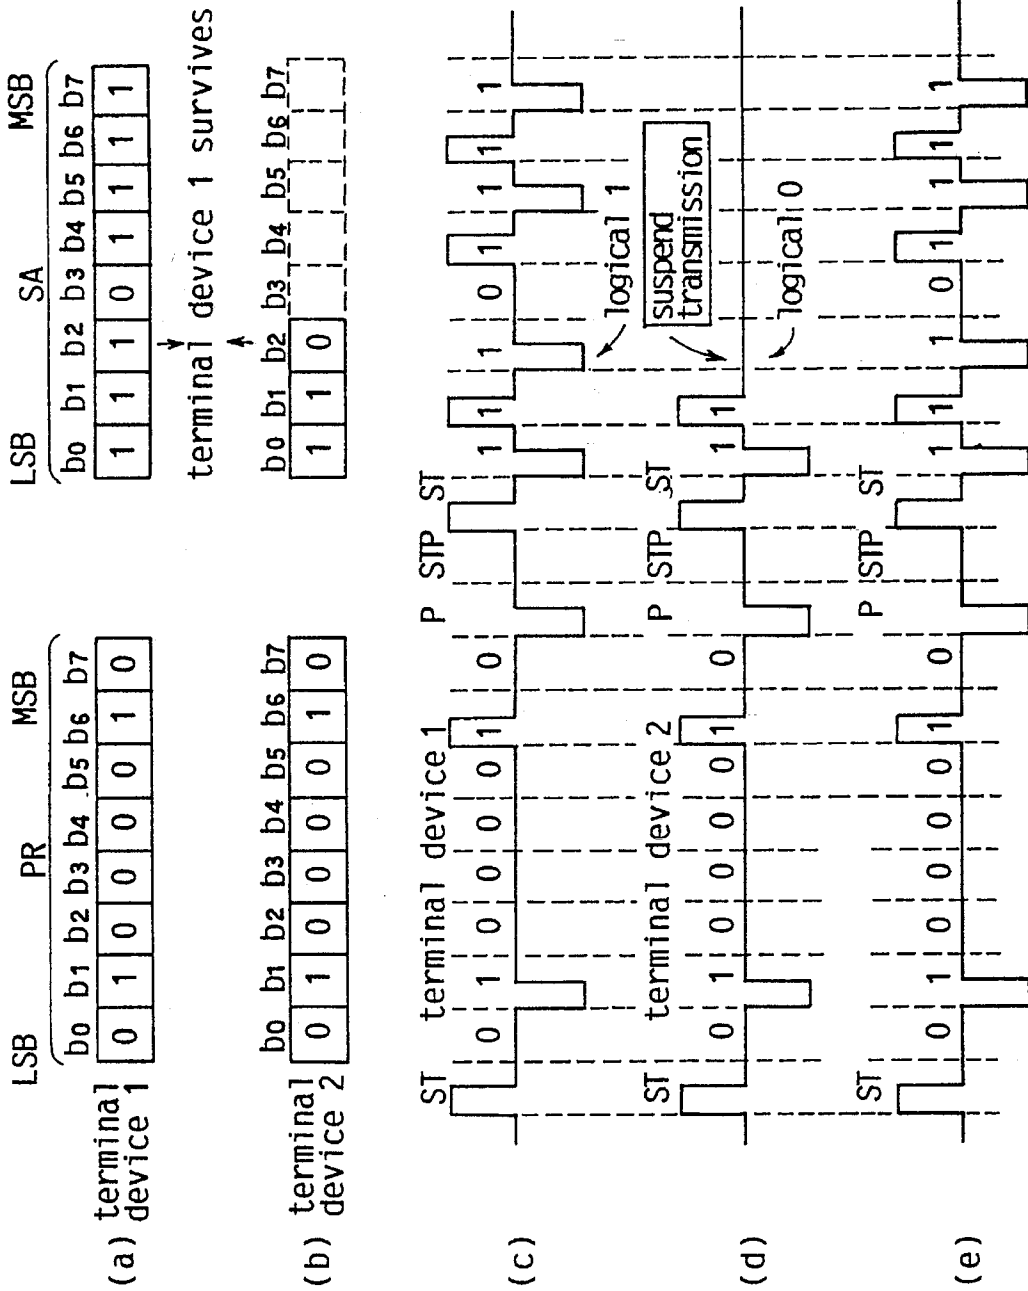 LSB PR MSB LSB SA MSB
b0 b1 b2 b3 b4 b5 b6 b7 b0 b1 b2 b3 b4 b5 b6 b7
(a) terminal device 1 0 1 0 0 0 0 1 0 1 1 1 0 1 1 1 1
terminal device 1 survives
b0 b1 b2 b3 b4 b5 b6 b7 b0 b1 b2 b3 b4 b5 b6 b7
(b) terminal device 2 0 1 0 0 0 0 1 0 1 1 0
ST terminal device 1 P STP ST
(c) 0 1 0 0 0 0 1 0 1 1 1 0 1 1 1 1
logical 1
suspend
transmission
ST terminal device 2 P STP ST
(d) 0 1 0 0 0 0 1 0 1 1
logical 0
ST P STP ST
(e) 0 1 0 0 0 0 1 0 1 1 1 0 1 1 1 1